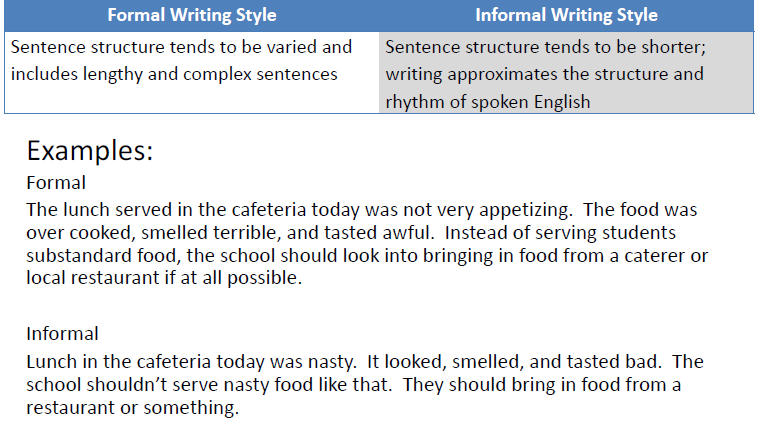 Formal Writing Style
Informal Writing Style
Sentence structure tends to be varied and
includes lengthy and complex sentences
Sentence structure tends to be shorter;
writing approximates the structure and
rhythm of spoken English
Examples:
Formal
The lunch served in the cafeteria today was not very appetizing.  The food was
over cooked, smelled terrible, and tasted awful.  Instead of serving students
substandard food, the school should look into bringing in food from a caterer or
local restaurant if at all possible.
Informal
Lunch in the cafeteria today was nasty.  It looked, smelled, and tasted bad.  The
school shouldn’t serve nasty food like that.  They should bring in food from a
restaurant or something.